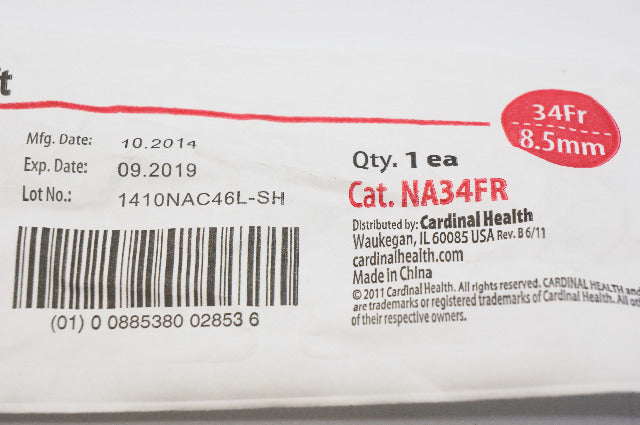 34Fr
8.5mm
Mfg. Date: 10.2014
Exp. Date: 09.2019
Lot No.: 1410NAC46L-SH
(01) 0 0885380 02853 6
Qty. 1 ea
Cat. NA34FR
Distributed by: Cardinal Health
Waukegan, IL 60085 USA Rev. B 6/11
cardinalhealth.com
Made in China
© 2011 Cardinal Health. All rights reserved. CARDINAL HEALTH and
are trademarks or registered trademarks of Cardinal Health. All
of their respective owners.